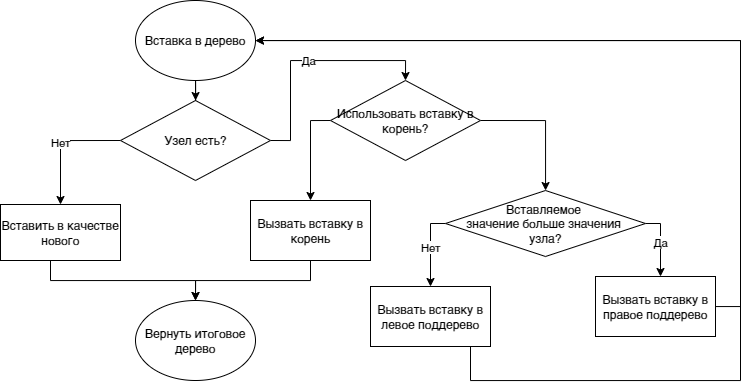 Вставка в дерево
Да
Использовать вставку в
корень?
Узел есть?
Нет
Вставить в качестве
нового
Вызвать вставку в
корень
Вставляемое
значение больше значения
узла?
Нет
Да
Вызвать вставку в
левое поддерево
Вызвать вставку в
правое поддерево
Вернуть итоговое
дерево